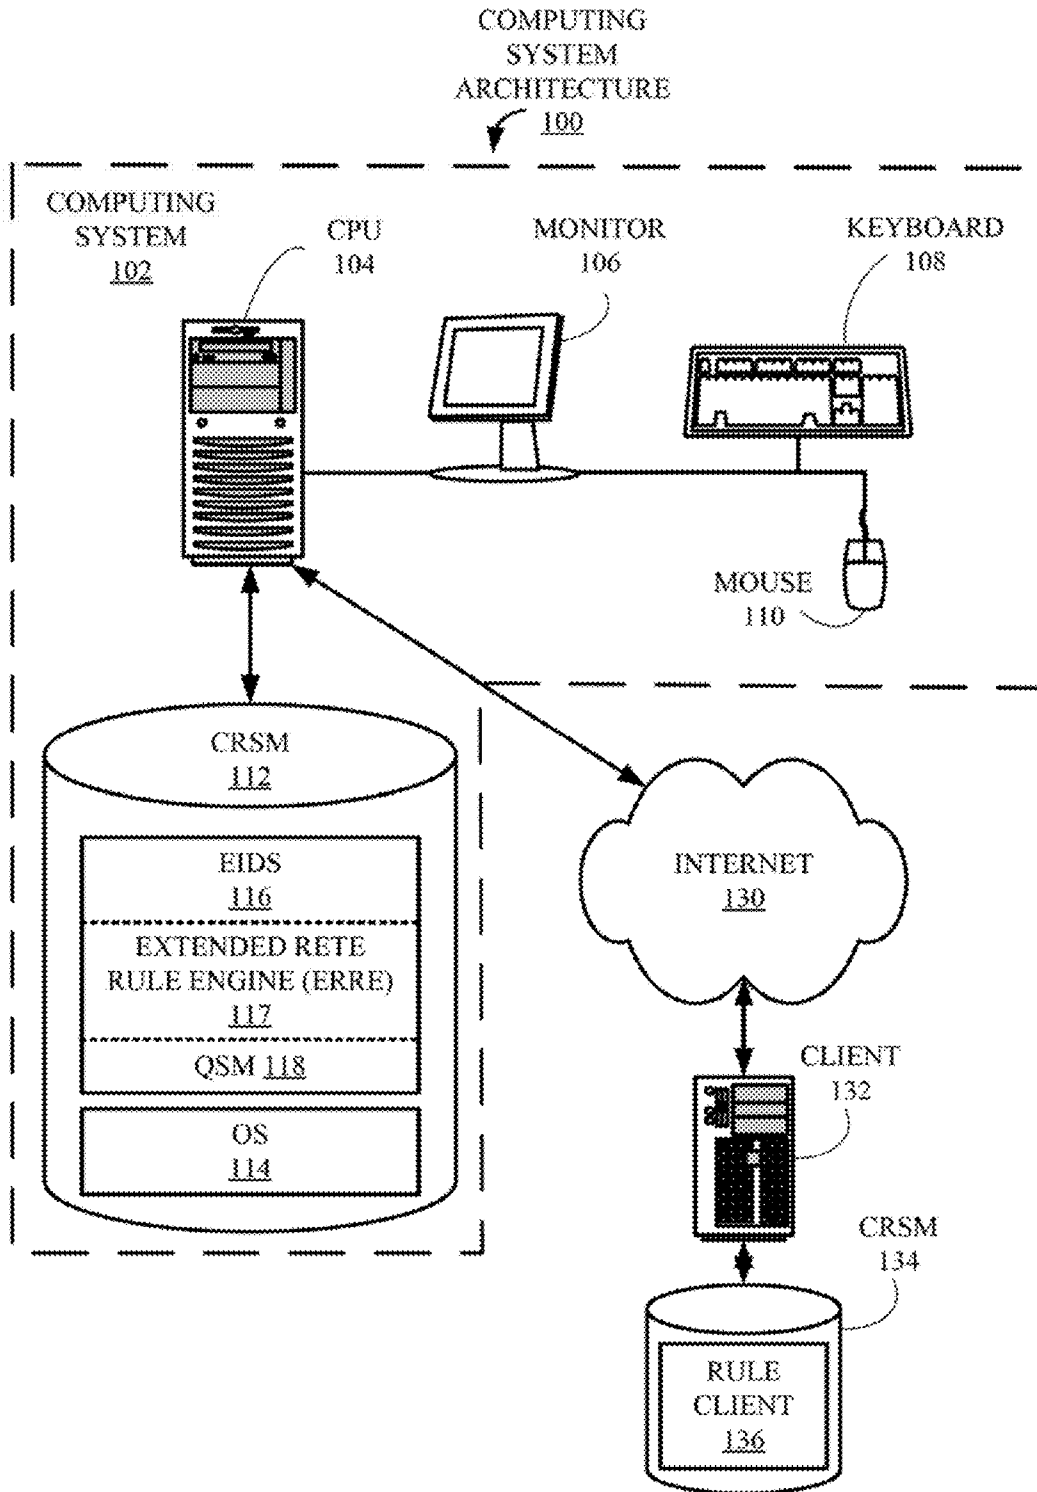 COMPUTING
SYSTEM
ARCHITECTURE
100
COMPUTING
SYSTEM
102
CPU
104
MONITOR
106
KEYBOARD
108
MOUSE
110
CRSM
112
EIDS
116
EXTENDED RETE
RULE ENGINE (ERRE)
117
QSM 118
OS
114
INTERNET
130
CLIENT
132
CRSM
134
RULE
CLIENT
136